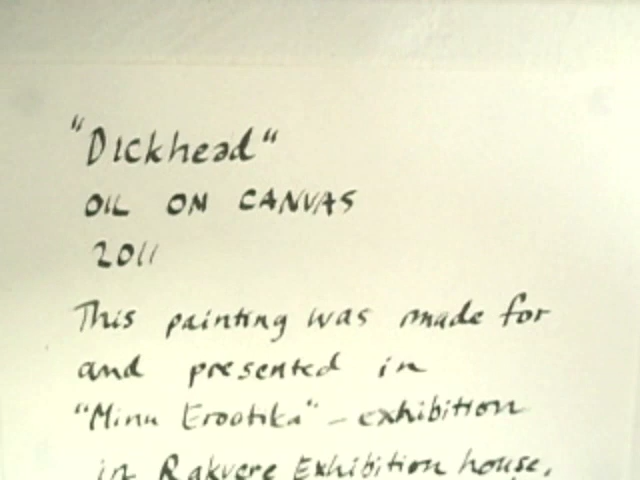 "Dickhead"
OIL ON CANVAS
2011
This painting was made for
and presented in
"Minu Erootika" - exhibition
in Rakvere Exhibition house.